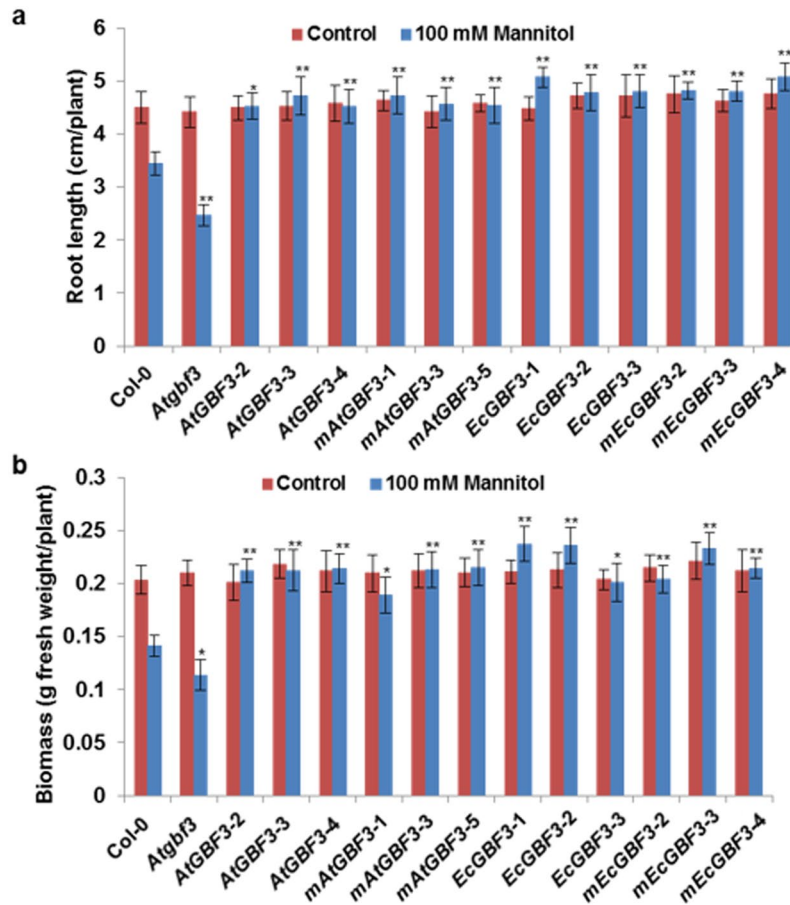 a
Control 100 mM Mannitol
Root length (cm/plant)
6
5
4
3
2
1
0
** * ** ** ** ** ** ** ** ** ** ** **
Col-0 Atgbf3 AtGBF3-2 AtGBF3-3 AtGBF3-4 mAtGBF3-1 mAtGBF3-3 mAtGBF3-5 EcGBF3-1 EcGBF3-2 EcGBF3-3 mEcGBF3-2 mEcGBF3-3 mEcGBF3-4
b
Control 100 mM Mannitol
Biomass (g fresh weight/plant)
0.3
0.25
0.2
0.15
0.1
0.05
0
* ** ** ** * ** ** ** ** * ** ** **
Col-0 Atgbf3 AtGBF3-2 AtGBF3-3 AtGBF3-4 mAtGBF3-1 mAtGBF3-3 mAtGBF3-5 EcGBF3-1 EcGBF3-2 EcGBF3-3 mEcGBF3-2 mEcGBF3-3 mEcGBF3-4